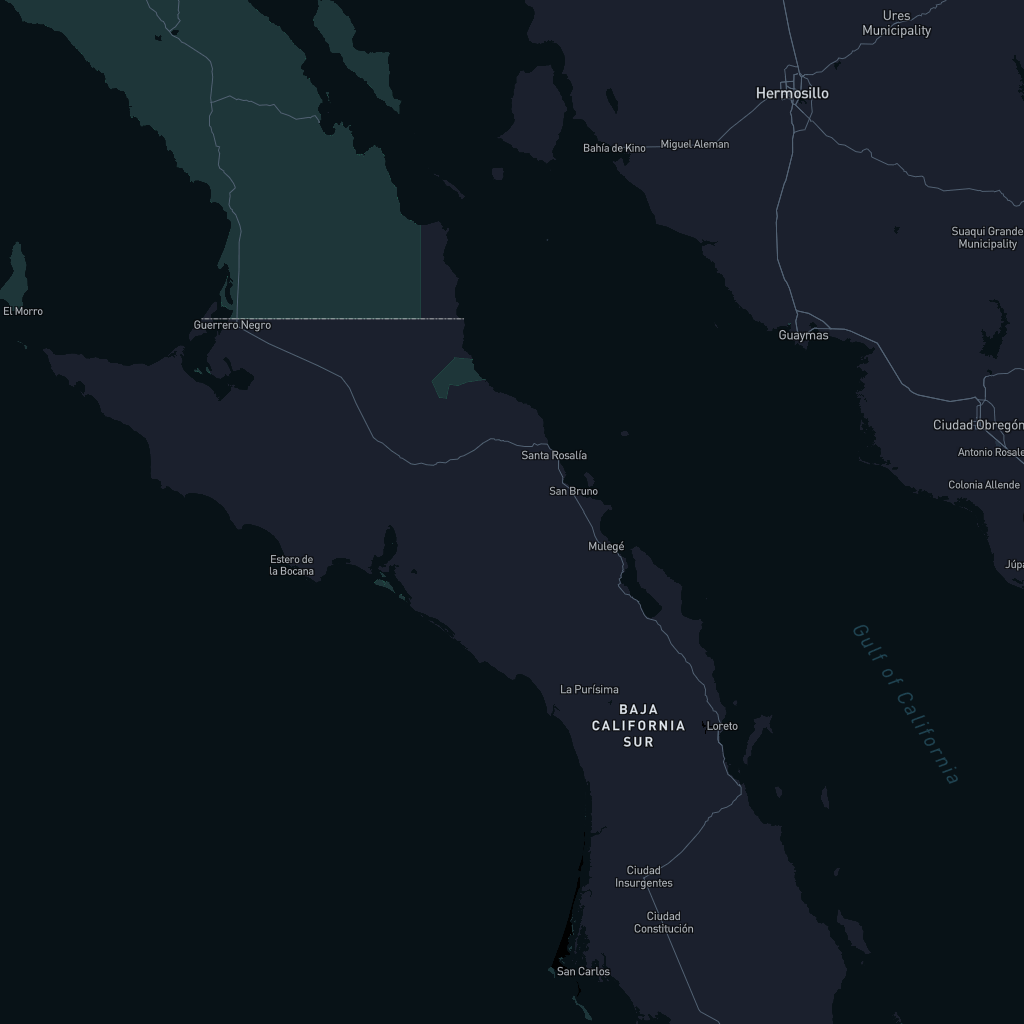 Ures
Municipality
Hermosillo
Bahía de Kino
Miguel Aleman
Suaqui Grande
Municipality
El Morro
Guerrero Negro
Guaymas
Ciudad Obregón
Santa Rosalía
Antonio Rosale
San Bruno
Colonia Allende
Mulegé
Estero de
la Bocana
Júpa
Gulf of California
La Purísima
BAJA
CALIFORNIA
SUR
Loreto
Ciudad
Insurgentes
Ciudad
Constitución
San Carlos